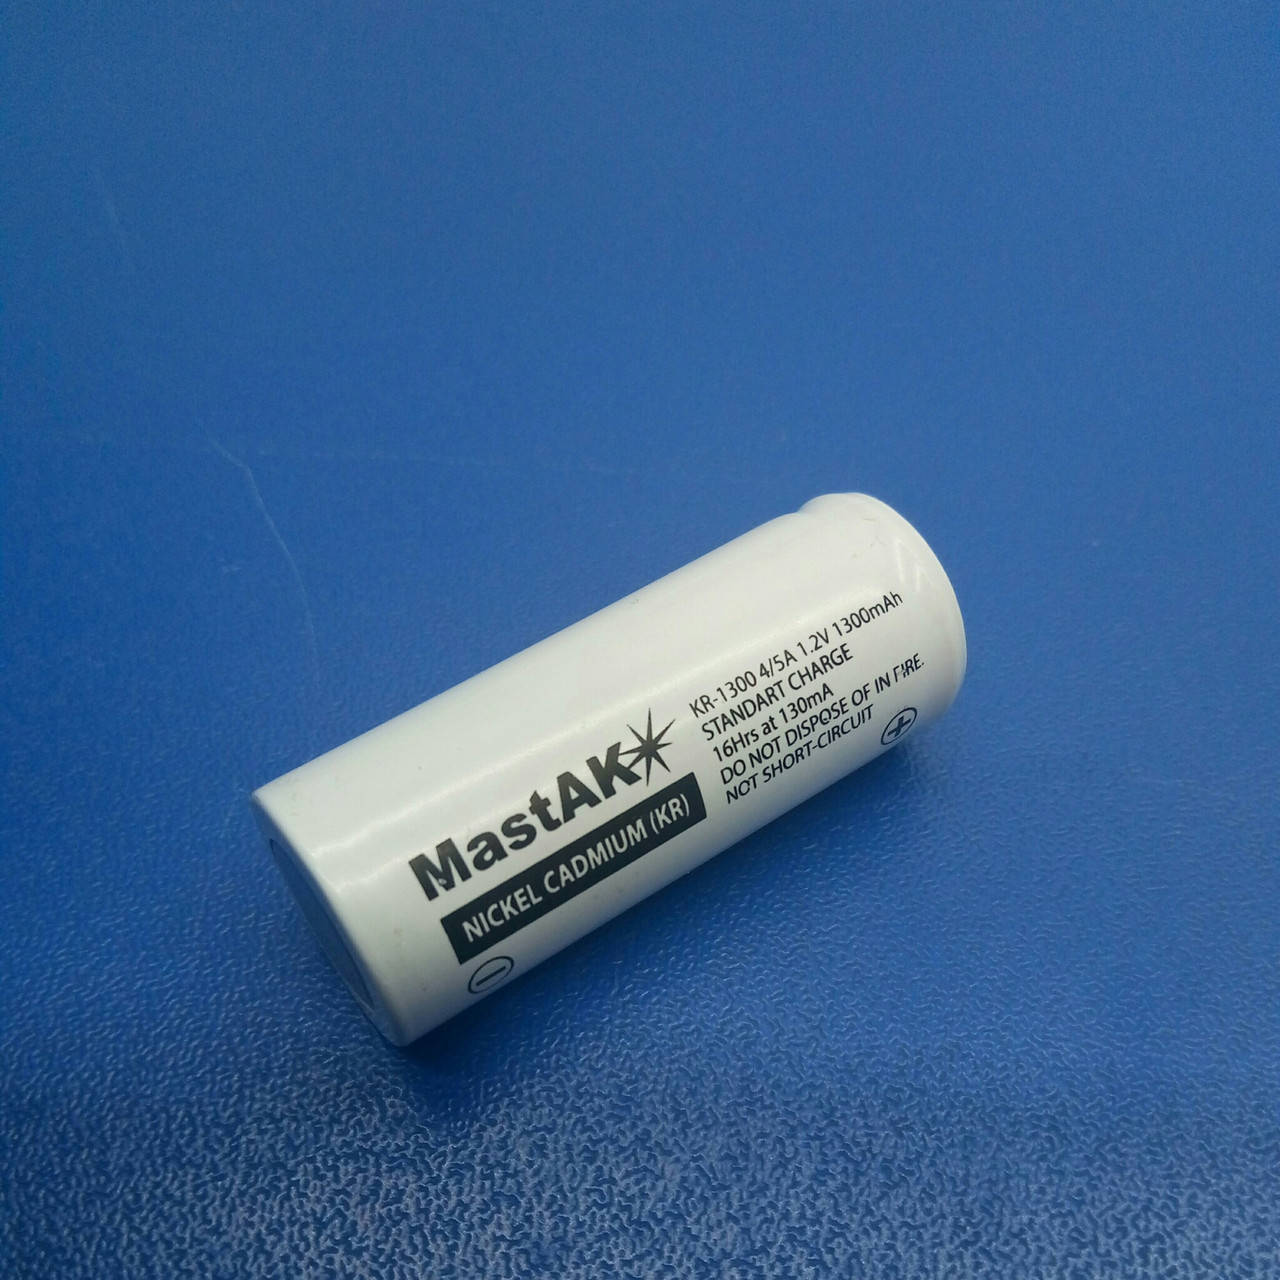 MastAK
NICKEL CADMIUM (KR)
KR-1300 4/5A 1.2V 1300mAh
STANDART CHARGE
16Hrs at 130mA
DO NOT DISPOSE OF IN FIRE.
NOT SHORT-CIRCUIT